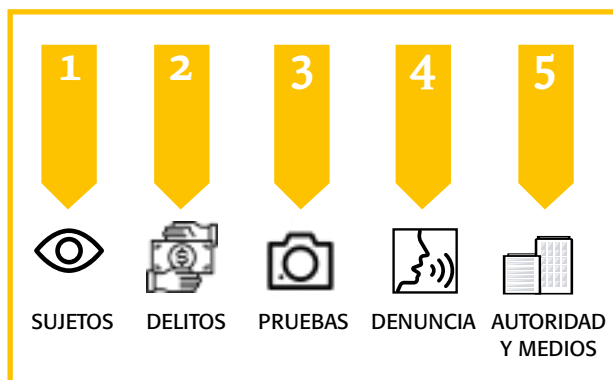 1 2 3 4 5
SUJETOS DELITOS PRUEBAS DENUNCIA AUTORIDAD
Y MEDIOS